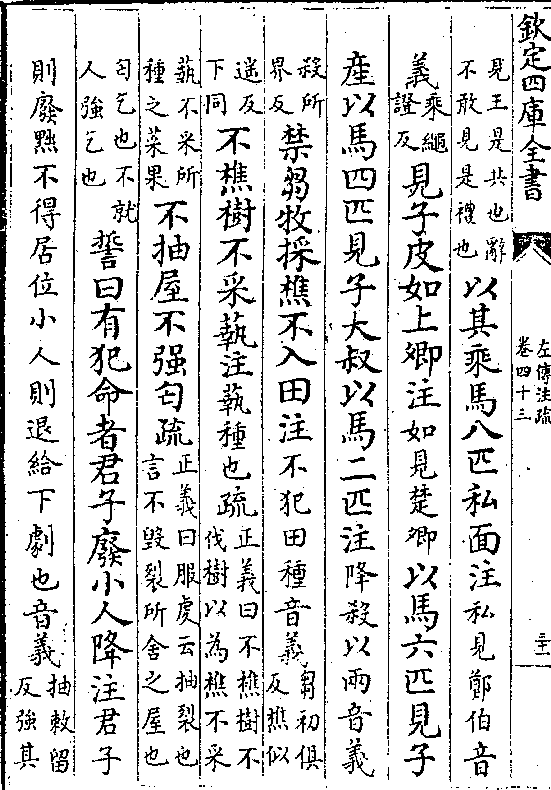 欽定四庫全書
左傳注疏
卷四十三
見王是共也辭
不敢見是禮也
以其乘馬八匹私面注私見鄭伯音
義
乘繩
證反
見子皮如上卿注如見楚卿以馬六匹見子
產以馬四匹見子大叔以馬二匹注降殺以兩音義
殺所
界反
禁芻牧採樵不入田注不犯田種音義
芻初俱
反樵似
遥反
下同
不樵樹不采蓺注蓺種也疏
正義曰不樵樹不
伐樹以為樵不采
蓺不采所
種之菜果
不抽屋不强匄疏
正義曰服虔云抽裂也
言不毀裂所舍之屋也
匄乞也不就
人強乞也
誓曰有犯命者君子廢小人降注君子
則廢黜不得居位小人則退給下劇也音義
抽敕留
反強其